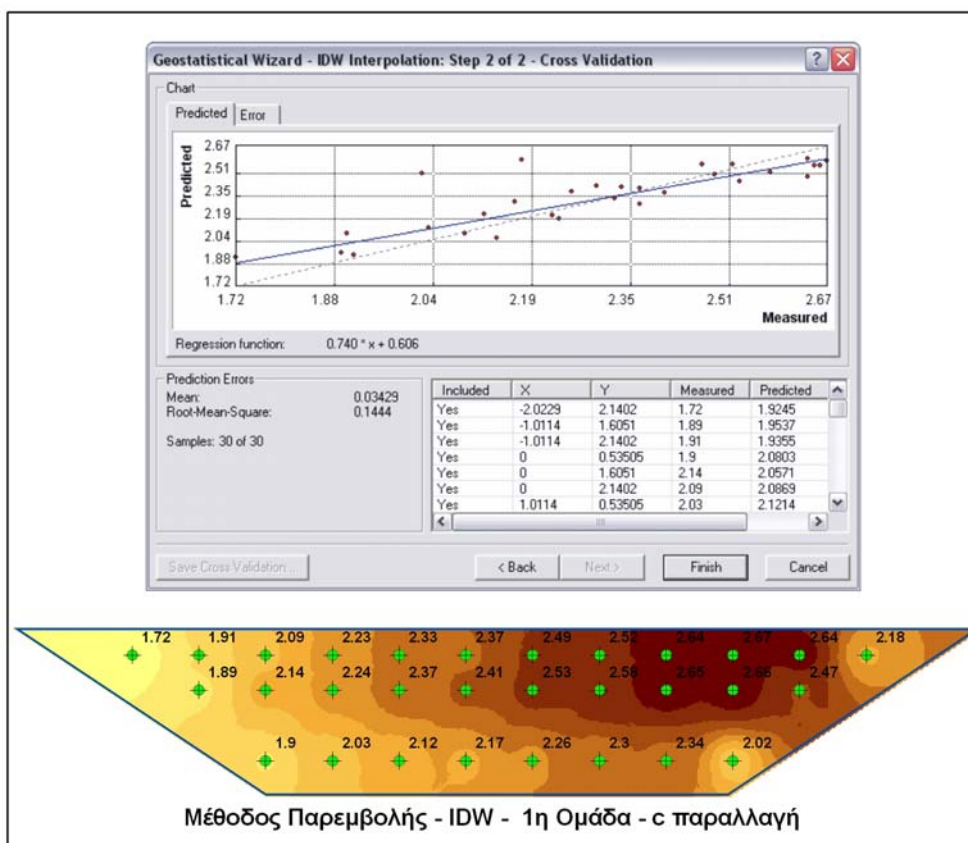 Geostatistical Wizard - IDW Interpolation: Step 2 of 2 - Cross Validation
Chart
Predicted Error
Predicted
2.67
2.51
2.35
2.19
2.04
1.88
1.72
1.72 1.88 2.04 2.19 2.35 2.51 2.67
Measured
Regression function: 0.740 * x + 0.606
Prediction Errors
Mean: 0.03429
Root-Mean-Square: 0.1444
Samples: 30 of 30
Included X Y Measured Predicted
Yes -2.0229 2.1402 1.72 1.9245
Yes -1.0114 1.6051 1.89 1.9537
Yes -1.0114 2.1402 1.91 1.9355
Yes 0 0.53505 1.9 2.0803
Yes 0 1.6051 2.14 2.0571
Yes 0 2.1402 2.09 2.0869
Yes 1.0114 0.53505 2.03 2.1214
Save Cross Validation ... < Back Next > Finish Cancel
1.72 1.91 2.09 2.23 2.33 2.37 2.49 2.52 2.64 2.67 2.64 2.18
1.89 2.14 2.24 2.37 2.41 2.53 2.58 2.65 2.66 2.47
1.9 2.03 2.12 2.17 2.26 2.3 2.34 2.02
Μέθοδος Παρεμβολής - IDW - 1η Ομάδα - c παραλλαγή